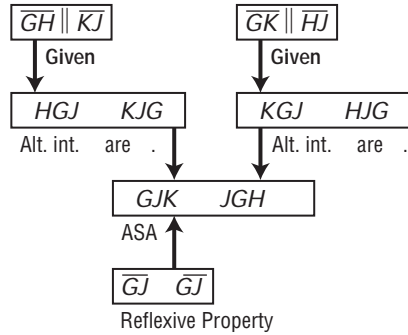 GH || KJ GK || HJ
Given Given
HGJ KJG KGJ HJG
Alt. int. are . Alt. int. are .
GJK JGH
ASA
GJ GJ
Reflexive Property